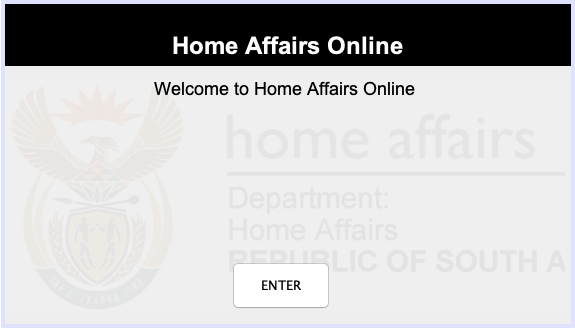 Home Affairs Online
Welcome to Home Affairs Online
home affairs
Department:
Home Affairs
REPUBLIC OF SOUTH A
ENTER